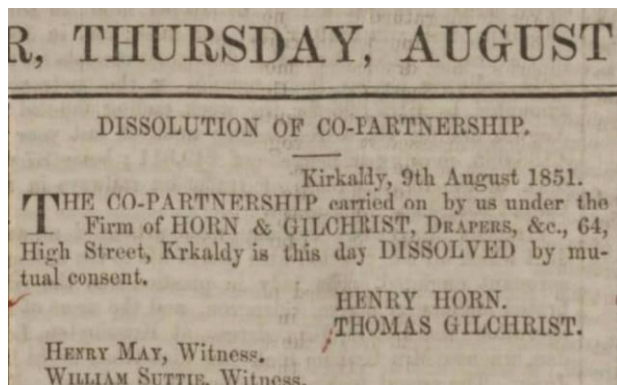 R, THURSDAY, AUGUST
DISSOLUTION OF CO-PARTNERSHIP.
Kirkaldy, 9th August 1851.
THE CO-PARTNERSHIP carried on by us under the
Firm of HORN & GILCHRIST, DRAPERS, &c., 64,
High Street, Krkaldy is this day DISSOLVED by mu-
tual consent.
HENRY HORN.
THOMAS GILCHRIST.
HENRY MAY, Witness.
WILLIAM SUTTIE, Witness.